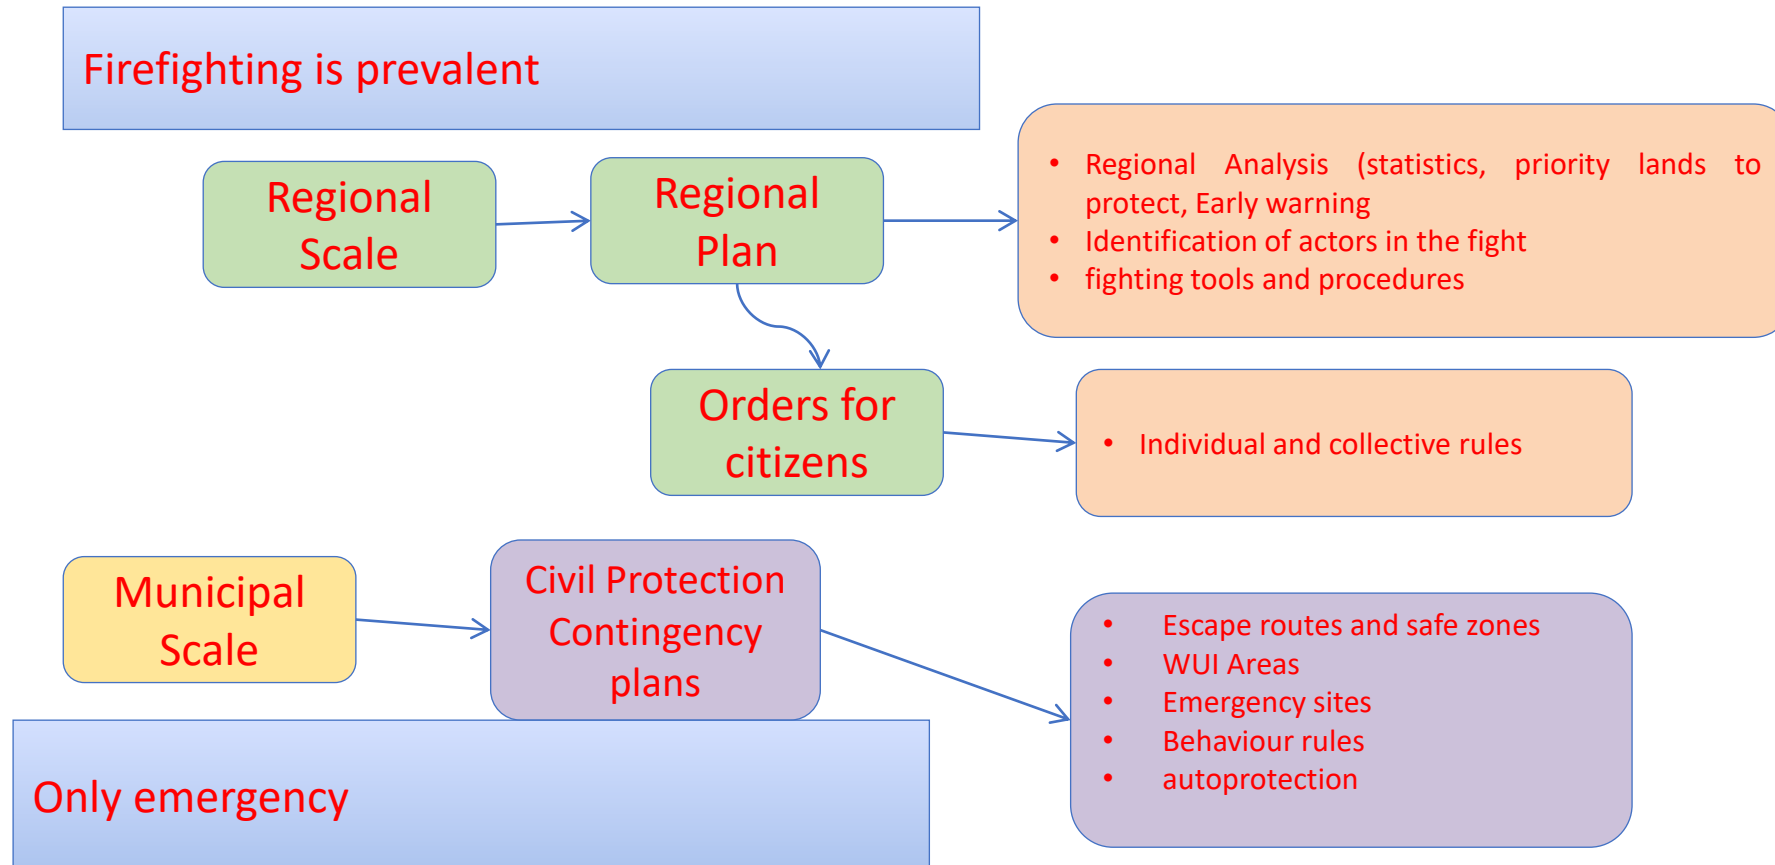 Firefighting is prevalent
Regional
Scale
Regional
Plan
• Regional Analysis (statistics, priority lands to
protect, Early warning
• Identification of actors in the fight
• fighting tools and procedures
Orders for
citizens
• Individual and collective rules
Municipal
Scale
Civil Protection
Contingency
plans
• Escape routes and safe zones
• WUI Areas
• Emergency sites
• Behaviour rules
• autoprotection
Only emergency